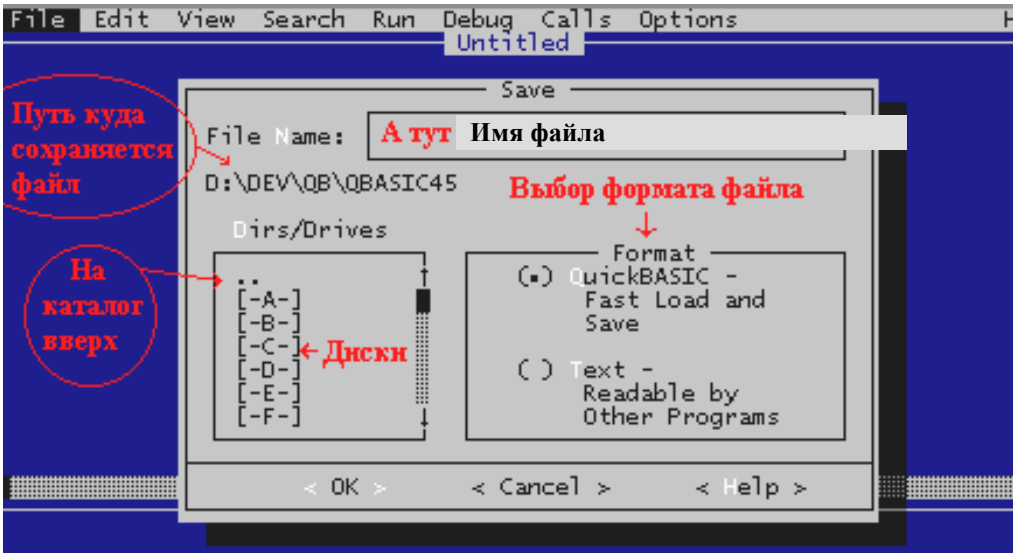 File Edit View Search Run Debug Calls Options H
Untitled
Save
Путь куда
сохраняется
файл
File Name: А тут Имя файла
D:\DEV\QB\QBASIC45
Выбор формата файла
Dirs/Drives
Format
На
каталог
вверх
..
[-A-]
[-B-]
[-C-] ← Диски
[-D-]
[-E-]
[-F-]
(•) QuickBASIC -
Fast Load and
Save
( ) Text -
Readable by
Other Programs
< OK > < Cancel > < Help >